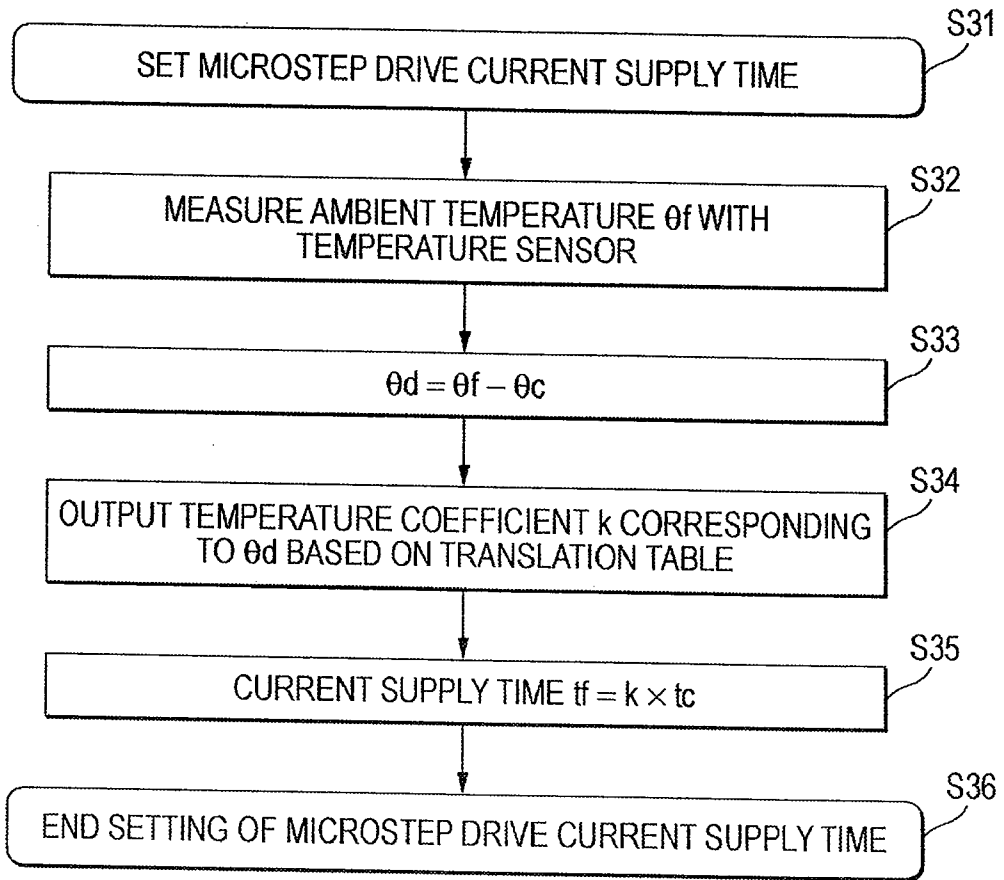 S31
SET MICROSTEP DRIVE CURRENT SUPPLY TIME
S32
MEASURE AMBIENT TEMPERATURE θf WITH
TEMPERATURE SENSOR
S33
θd = θf − θc
S34
OUTPUT TEMPERATURE COEFFICIENT k CORRESPONDING
TO θd BASED ON TRANSLATION TABLE
S35
CURRENT SUPPLY TIME tf = k × tc
S36
END SETTING OF MICROSTEP DRIVE CURRENT SUPPLY TIME